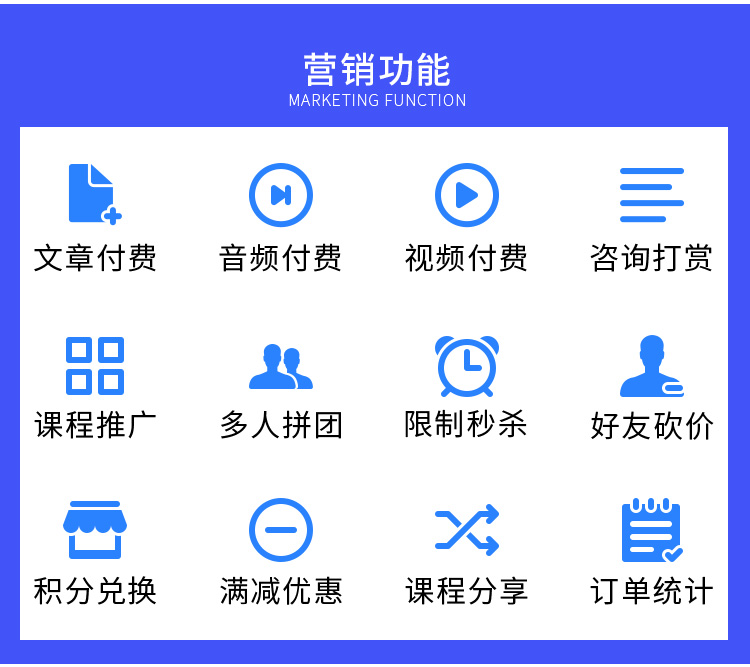 营销功能
MARKETING FUNCTION
文章付费 音频付费 视频付费 咨询打赏
课程推广 多人拼团 限制秒杀 好友砍价
积分兑换 满减优惠 课程分享 订单统计